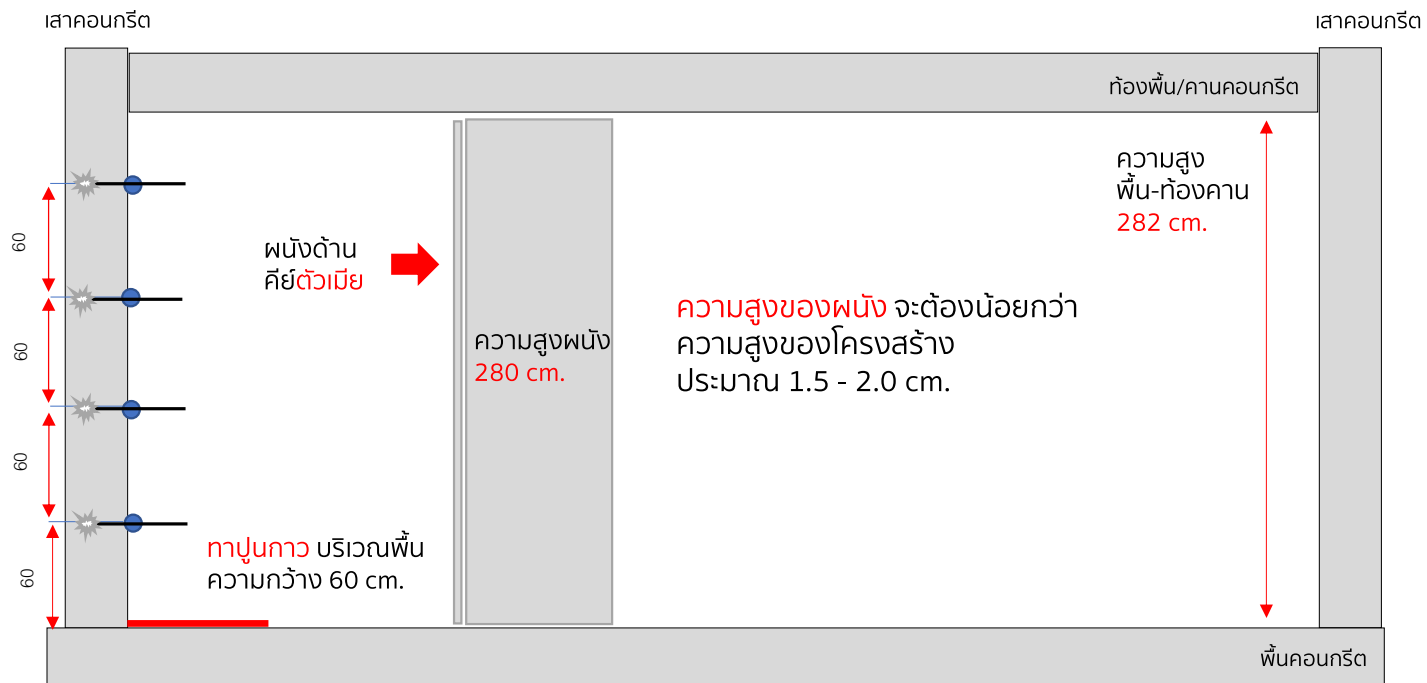 เสาคอนกรีต
เสาคอนกรีต
ท้องพื้น/คานคอนกรีต
ความสูง
พื้น-ท้องคาน
282 cm.
60
ผนังด้าน
คีย์ตัวเมีย
ความสูงของผนัง จะต้องน้อยกว่า
ความสูงของโครงสร้าง
ประมาณ 1.5 - 2.0 cm.
ความสูงผนัง
280 cm.
60
60
ทาปูนกาว บริเวณพื้น
ความกว้าง 60 cm.
60
พื้นคอนกรีต